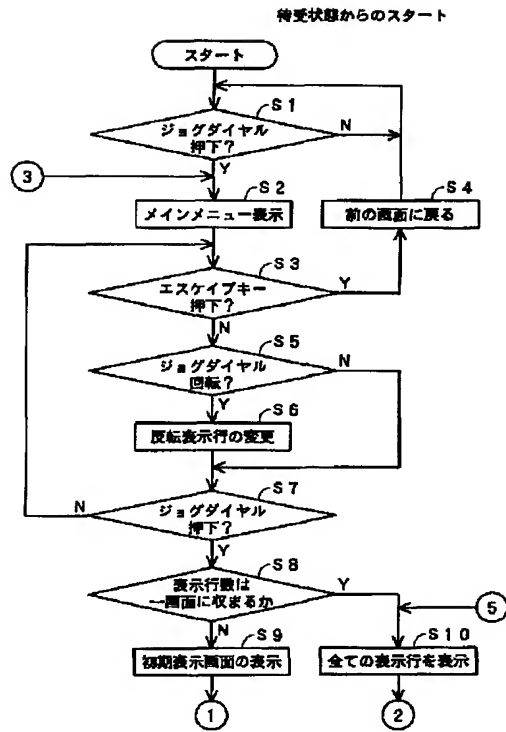 待受状態からのスタート
スタート
S1
ジョグダイヤル
押下?
N
Y
3
S2
メインメニュー表示
S4
前の画面に戻る
S3
エスケイプキー
押下?
Y
N
S5
ジョグダイヤル
回転?
N
Y
S6
反転表示行の変更
S7
ジョグダイヤル
押下?
N
Y
S8
表示行数は
一画面に収まるか
Y
N
5
S9
初期表示画面の表示
S10
全ての表示行を表示
1
2